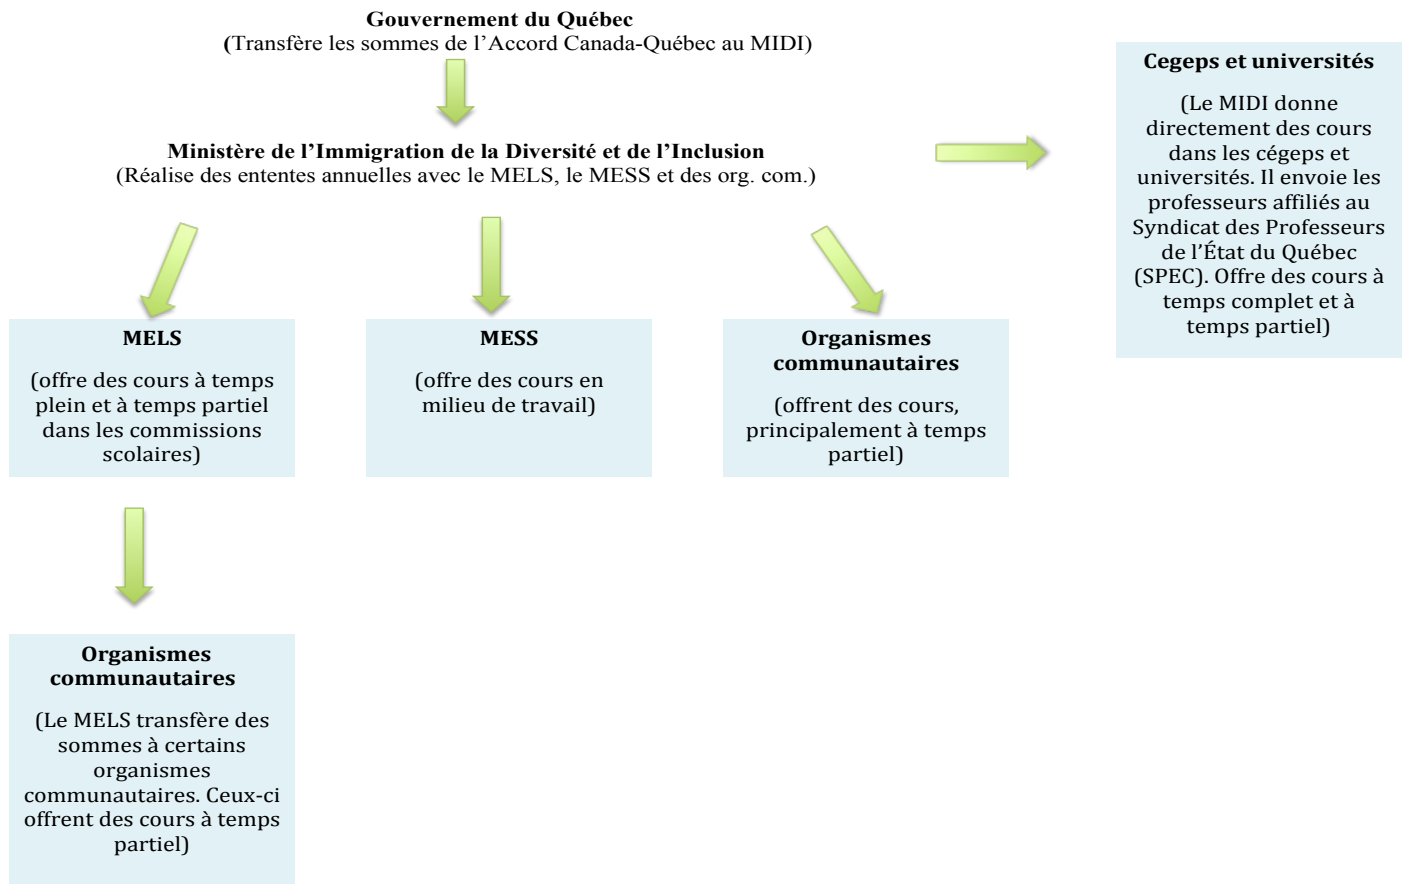 Gouvernement du Québec
(Transfère les sommes de l’Accord Canada-Québec au MIDI)
Ministère de l’Immigration de la Diversité et de l’Inclusion
(Réalise des ententes annuelles avec le MELS, le MESS et des org. com.)
Cegeps et universités
(Le MIDI donne
directement des cours
dans les cégeps et
universités. Il envoie les
professeurs affiliés au
Syndicat des Professeurs
de l’État du Québec
(SPEC). Offre des cours à
temps complet et à
temps partiel)
MELS
(offre des cours à temps
plein et à temps partiel
dans les commissions
scolaires)
MESS
(offre des cours en
milieu de travail)
Organismes
communautaires
(offrent des cours,
principalement à temps
partiel)
Organismes
communautaires
(Le MELS transfère des
sommes à certains
organismes
communautaires. Ceux-ci
offrent des cours à temps
partiel)